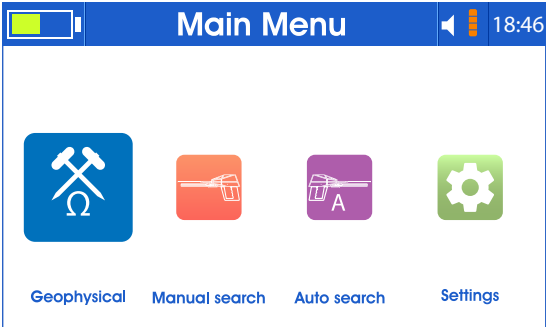 Main Menu
18:46
Ω
A
Geophysical
Manual search
Auto search
Settings